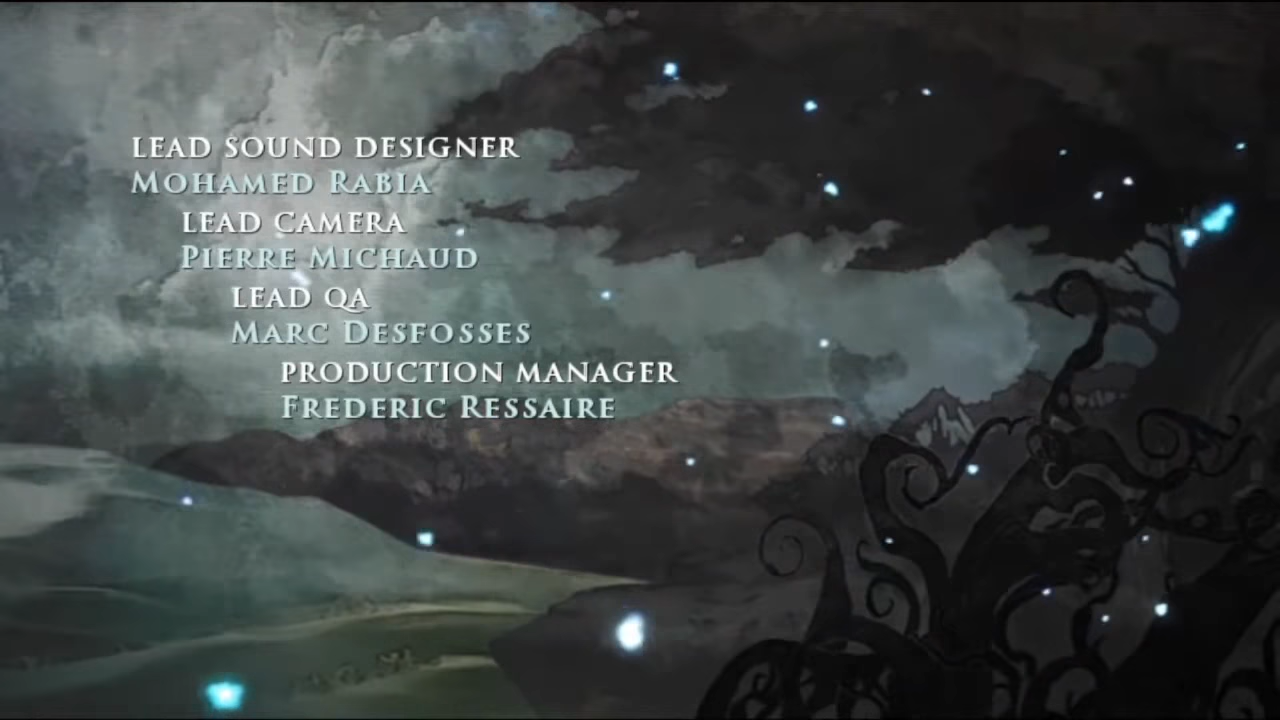 LEAD SOUND DESIGNER
MOHAMED RABIA
LEAD CAMERA
PIERRE MICHAUD
LEAD QA
MARC DESFOSSES
PRODUCTION MANAGER
FREDERIC RESSAIRE